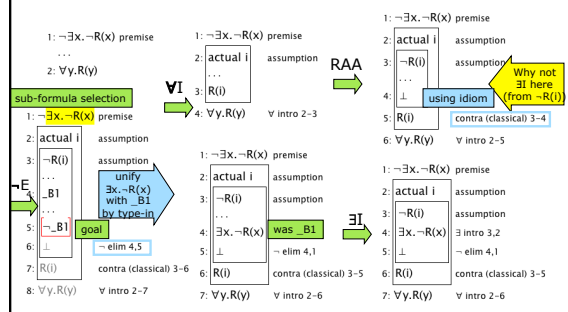 1: ¬∃x.¬R(x) premise
...
2: ∀y.R(y)
∀I
1: ¬∃x.¬R(x) premise
2: actual i assumption
...
3: R(i)
4: ∀y.R(y) ∀ intro 2-3
RAA
1: ¬∃x.¬R(x) premise
2: actual i assumption
3: ¬R(i) assumption
...
4: ⊥
5: R(i) contra (classical) 3-4
6: ∀y.R(y) ∀ intro 2-5
using idiom
Why not
∃I here
(from ¬R(i))
sub-formula selection
¬E
1: ¬∃x.¬R(x) premise
2: actual i assumption
3: ¬R(i) assumption
...
4: _B1
...
5: ¬_B1
6: ⊥ ¬ elim 4,5
7: R(i) contra (classical) 3-6
8: ∀y.R(y) ∀ intro 2-7
goal
unify
∃x.¬R(x)
with _B1
by type-in
1: ¬∃x.¬R(x) premise
2: actual i assumption
3: ¬R(i) assumption
...
4: ∃x.¬R(x)
5: ⊥ ¬ elim 4,1
6: R(i) contra (classical) 3-5
7: ∀y.R(y) ∀ intro 2-6
was _B1
∃I
1: ¬∃x.¬R(x) premise
2: actual i assumption
3: ¬R(i) assumption
4: ∃x.¬R(x) ∃ intro 3,2
5: ⊥ ¬ elim 4,1
6: R(i) contra (classical) 3-5
7: ∀y.R(y) ∀ intro 2-6